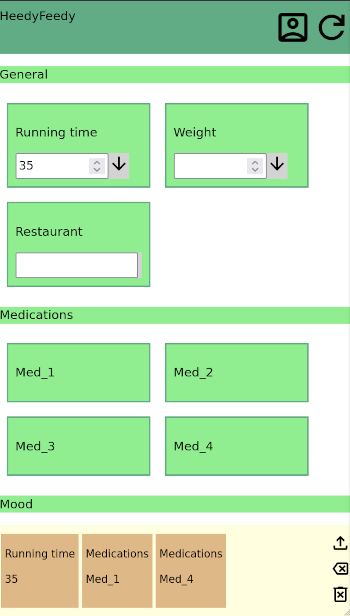 HeedyFeedy
General
Running time
Weight
35
Restaurant
Medications
Med_1
Med_2
Med_3
Med_4
Mood
Running time
Medications
Medications
35
Med_1
Med_4